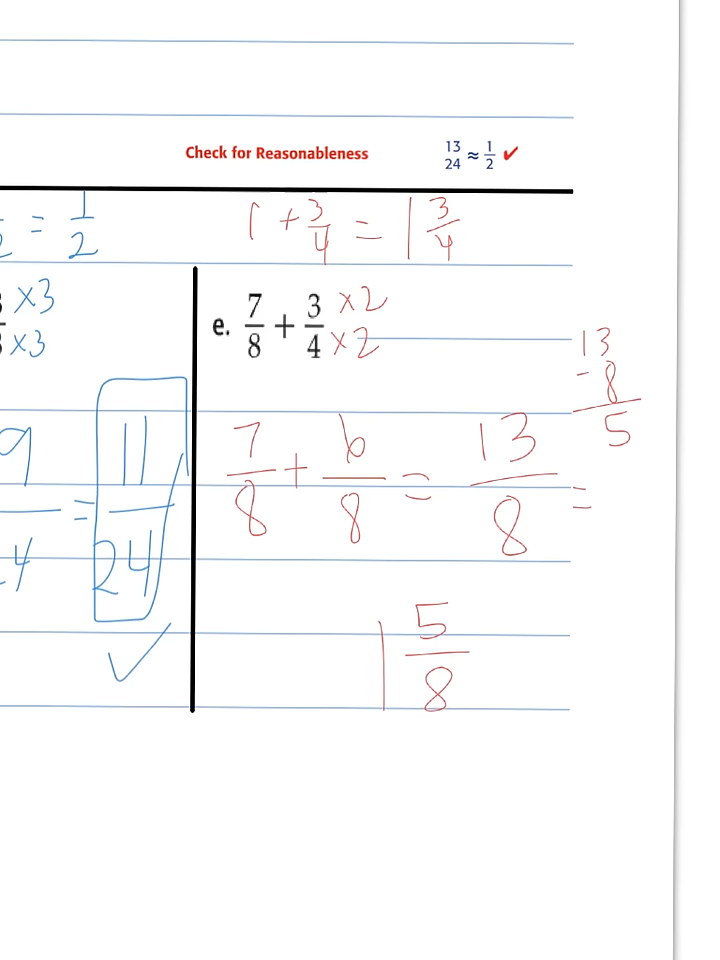 Check for Reasonableness 13/24 ≈ 1/2 ✔
= 1/2
1 + 3/4 = 1 3/4
×3
×3
e. 7/8 + 3/4 ×2 ×2
13
- 8
5
9
= 11/24
✓
7/8 + 6/8 = 13/8 =
1 5/8